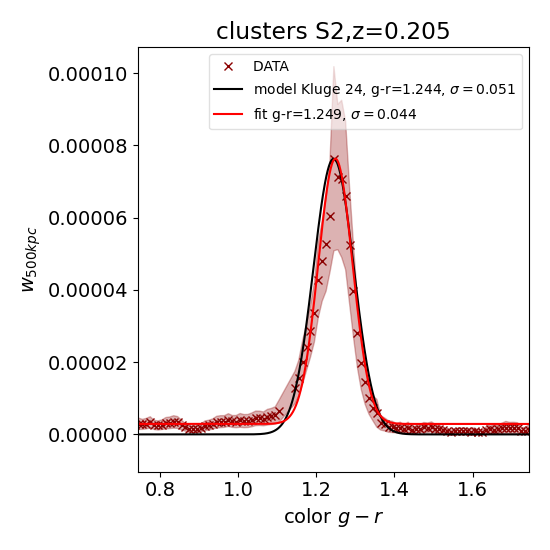 clusters S2,z=0.205
DATA
model Kluge 24, g-r=1.244, σ = 0.051
fit g-r=1.249, σ = 0.044
0.00010
0.00008
0.00006
0.00004
0.00002
0.00000
w500kpc
0.8 1.0 1.2 1.4 1.6
color g − r